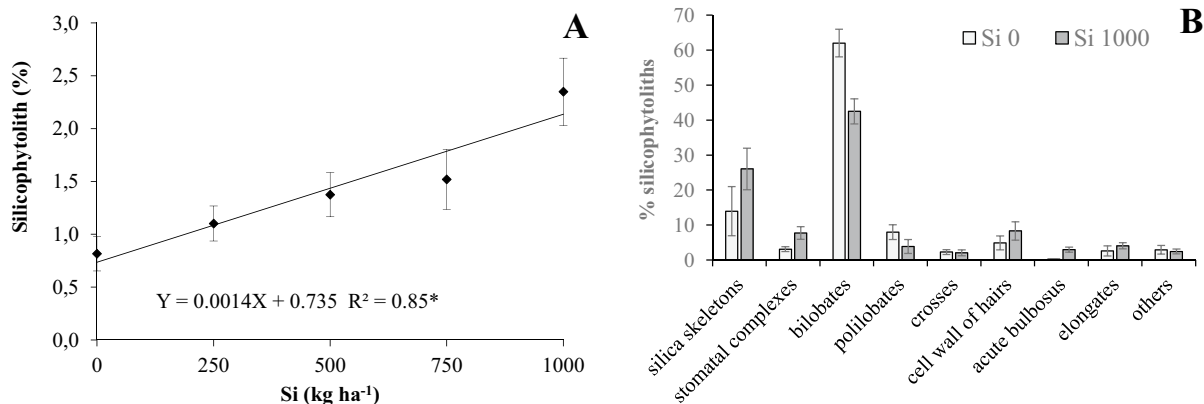 A
3,0
2,5
2,0
1,5
1,0
0,5
0,0
Silicophytolith (%)
Y = 0.0014X + 0.735 R² = 0.85*
0 250 500 750 1000
Si (kg ha⁻¹)
B
70
60
50
40
30
20
10
0
% silicophytoliths
Si 0 Si 1000
silica skeletons
stomatal complexes
bilobates
polilobates
crosses
cell wall of hairs
acute bulbosus
elongates
others